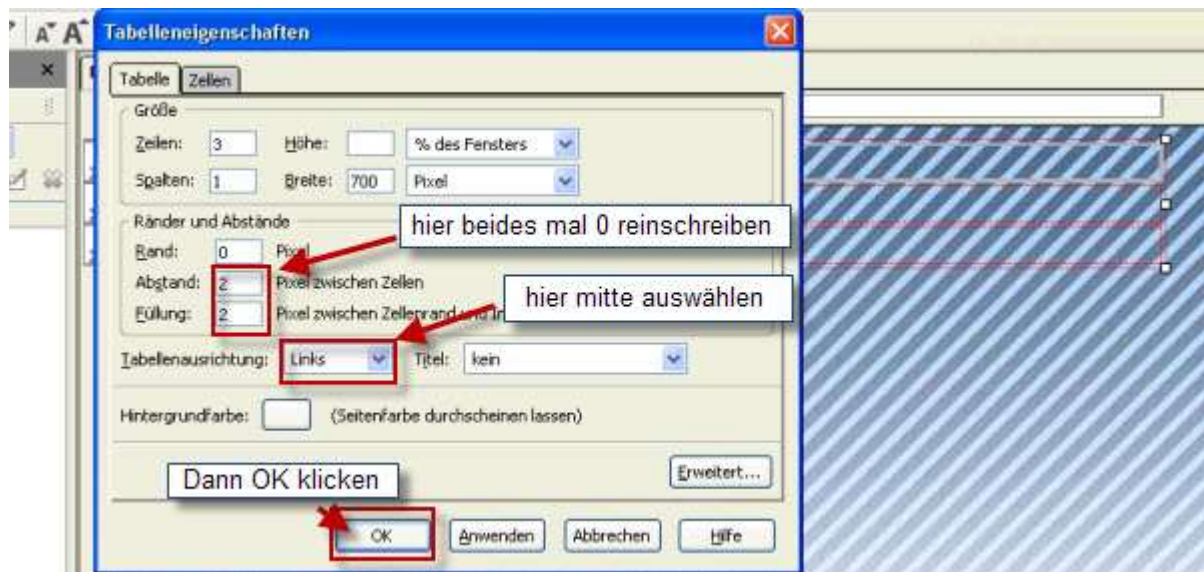 A A
Tabelleneigenschaften
Tabelle Zellen
Größe
Zeilen: 3 Höhe: % des Fensters
Spalten: 1 Breite: 700 Pixel
Ränder und Abstände
hier beides mal 0 reinschreiben
Rand: 0 Pixel
Abstand: 2 Pixel zwischen Zellen
hier mitte auswählen
Füllung: 2 Pixel zwischen Zellenrand und
Tabellenausrichtung: Links Titel: kein
Hintergrundfarbe: (Seitenfarbe durchscheinen lassen)
Dann OK klicken
Erweitert...
OK Anwenden Abbrechen Hilfe